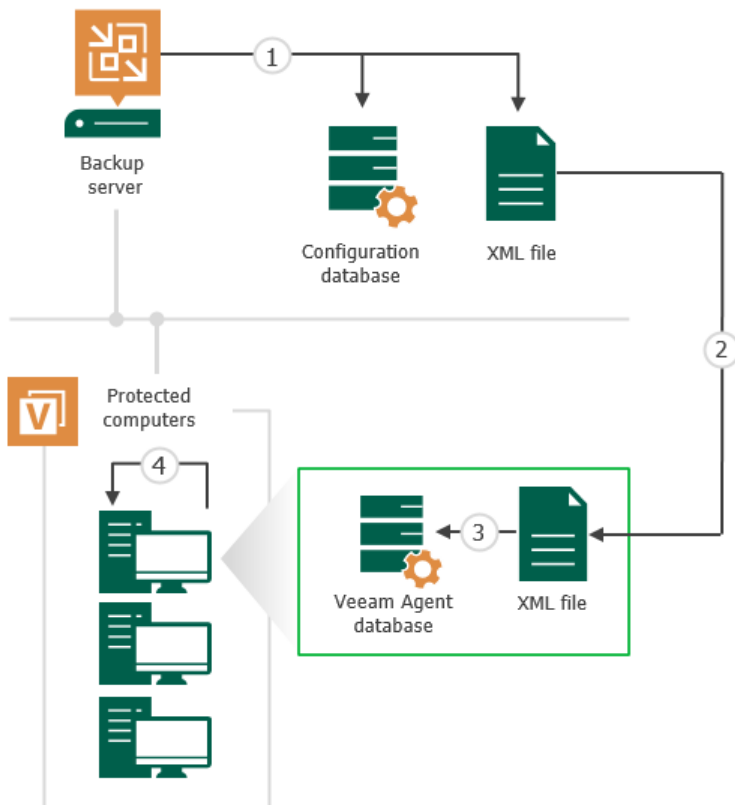 1
Backup
server
Configuration
database
XML file
2
V
Protected
computers
4
3
Veeam Agent
database
XML file